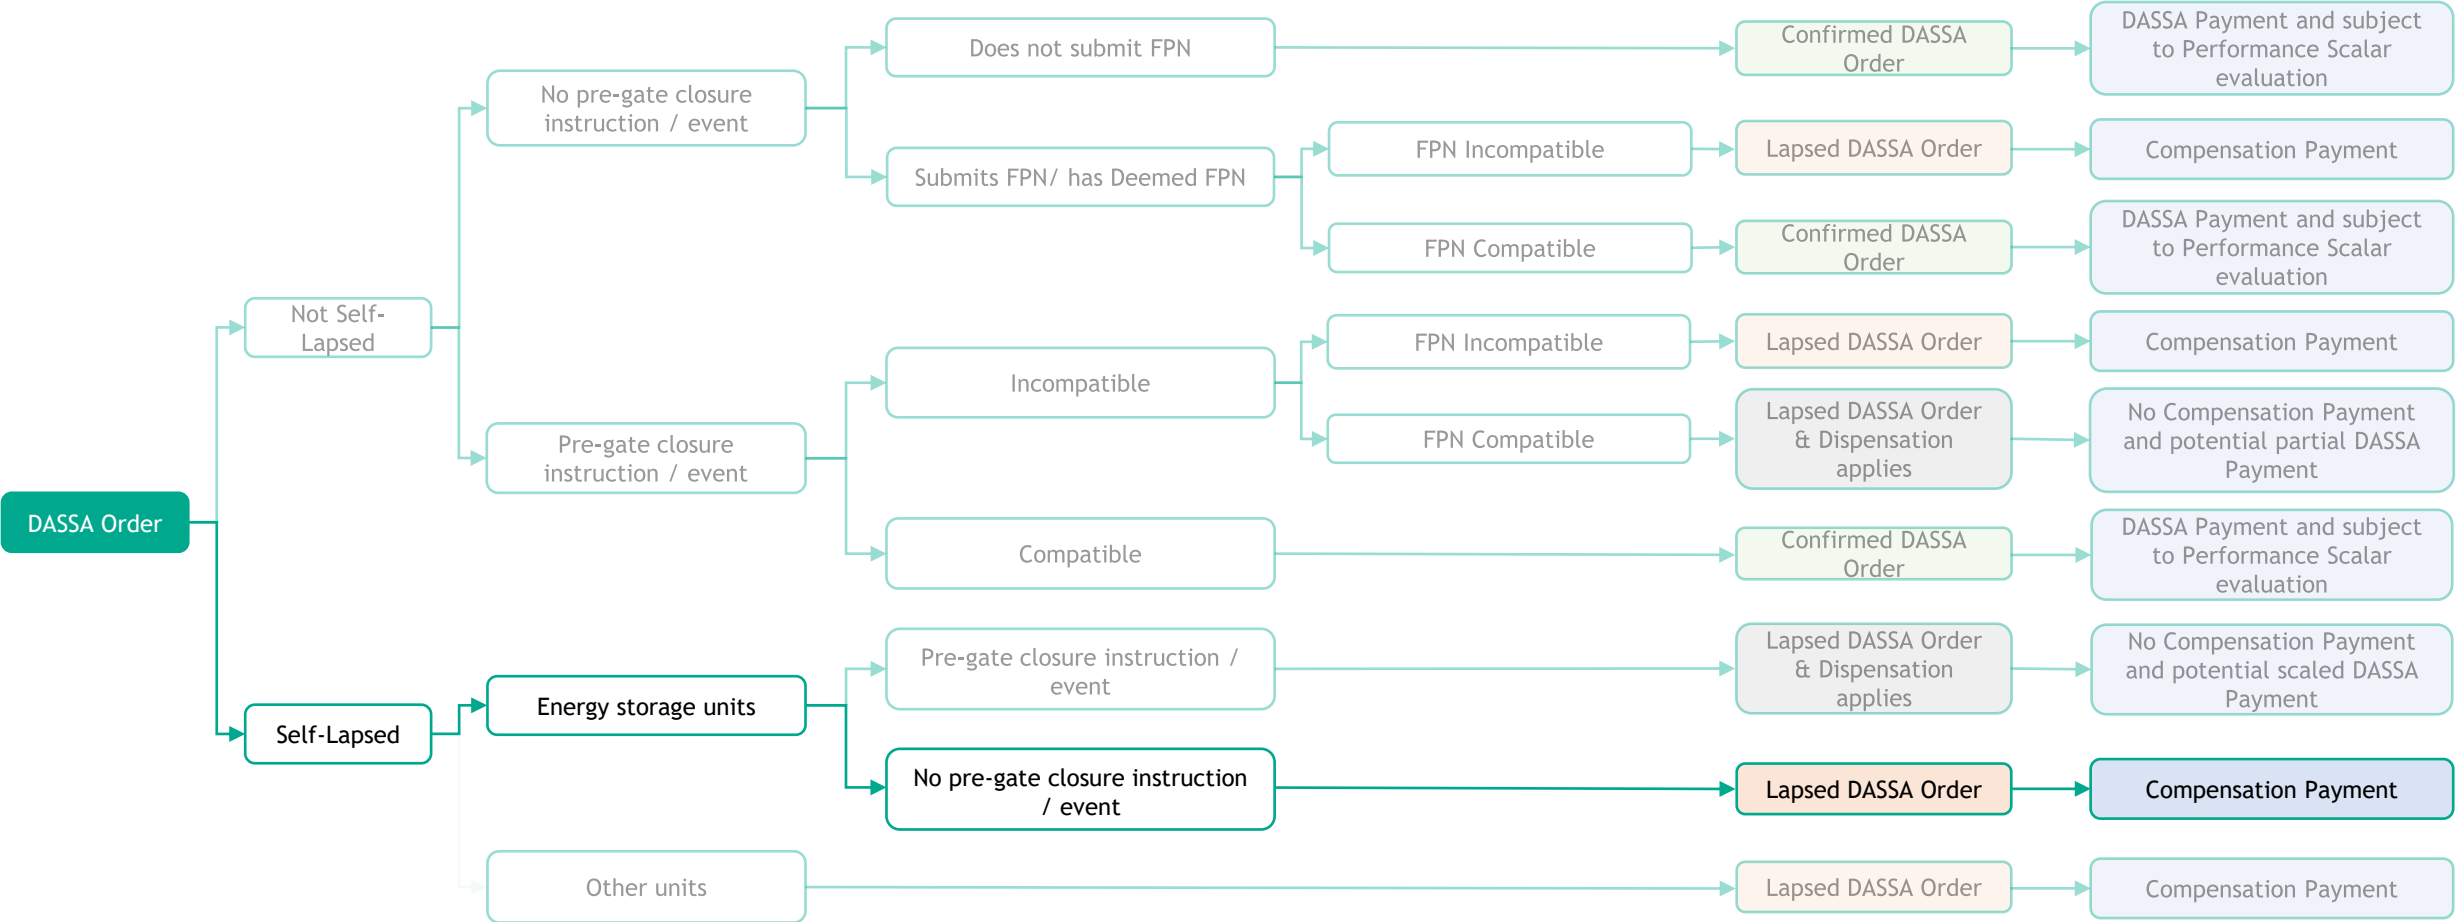 Does not submit FPN
Confirmed DASSA
Order
DASSA Payment and subject
to Performance Scalar
evaluation
No pre-gate closure
instruction / event
Submits FPN/ has Deemed FPN
FPN Incompatible
Lapsed DASSA Order
Compensation Payment
FPN Compatible
Confirmed DASSA
Order
DASSA Payment and subject
to Performance Scalar
evaluation
Not Self-
Lapsed
Incompatible
FPN Incompatible
Lapsed DASSA Order
Compensation Payment
Pre-gate closure
instruction / event
FPN Compatible
Lapsed DASSA Order
& Dispensation
applies
No Compensation Payment
and potential partial DASSA
Payment
DASSA Order
Compatible
Confirmed DASSA
Order
DASSA Payment and subject
to Performance Scalar
evaluation
Pre-gate closure instruction /
event
Lapsed DASSA Order
& Dispensation
applies
No Compensation Payment
and potential scaled DASSA
Payment
Self-Lapsed
Energy storage units
No pre-gate closure instruction
/ event
Lapsed DASSA Order
Compensation Payment
Other units
Lapsed DASSA Order
Compensation Payment